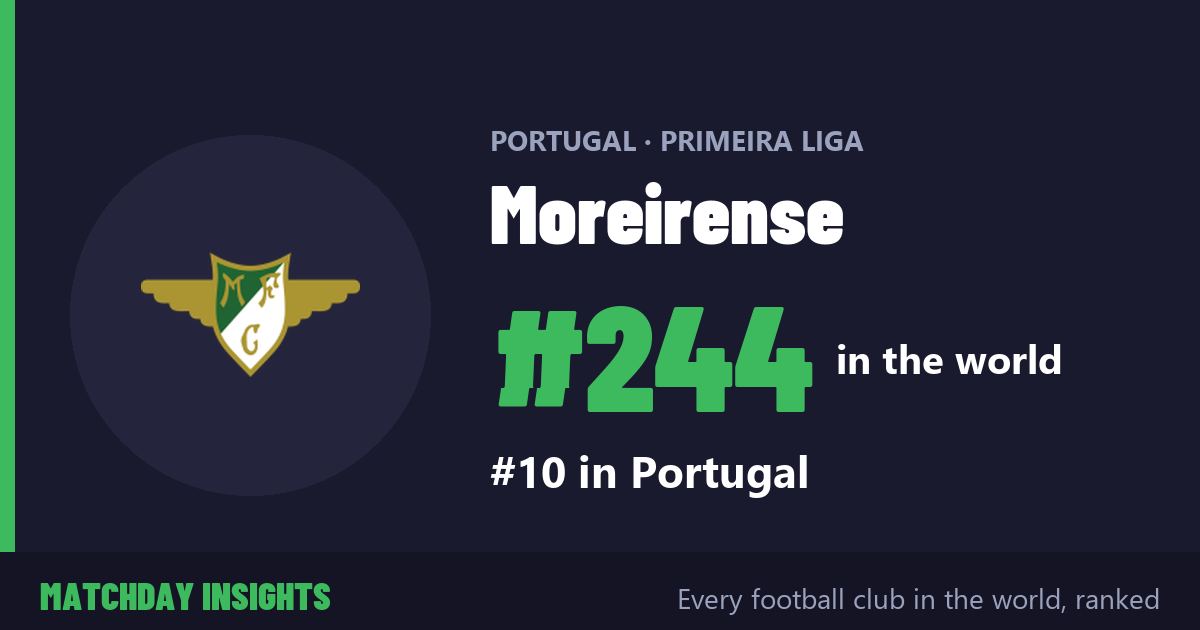 PORTUGAL · PRIMEIRA LIGA
Moreirense
M F
C
#244 in the world
#10 in Portugal
MATCHDAY INSIGHTS
Every football club in the world, ranked